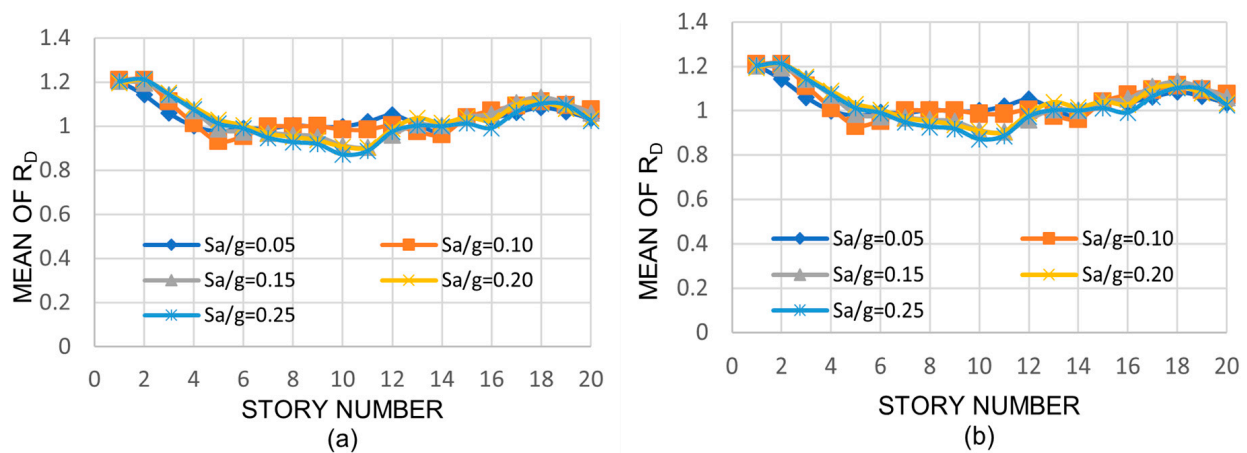 MEAN OF R_D
1.4
1.2
1
0.8
0.6
0.4
0.2
0
Sa/g=0.05 Sa/g=0.10
Sa/g=0.15 Sa/g=0.20
Sa/g=0.25
0 2 4 6 8 10 12 14 16 18 20
STORY NUMBER
(a)
MEAN OF R_D
1.4
1.2
1
0.8
0.6
0.4
0.2
0
Sa/g=0.05 Sa/g=0.10
Sa/g=0.15 Sa/g=0.20
Sa/g=0.25
0 2 4 6 8 10 12 14 16 18 20
STORY NUMBER
(b)